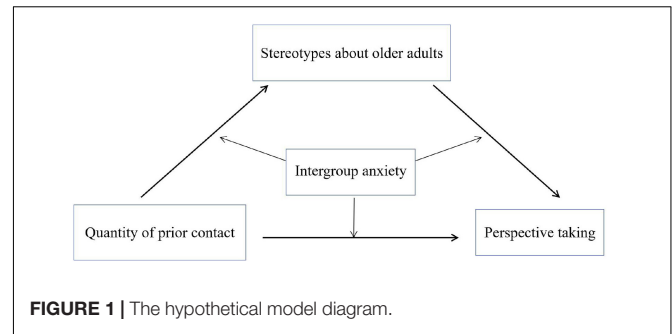 Stereotypes about older adults
Intergroup anxiety
Quantity of prior contact
Perspective taking
FIGURE 1 | The hypothetical model diagram.